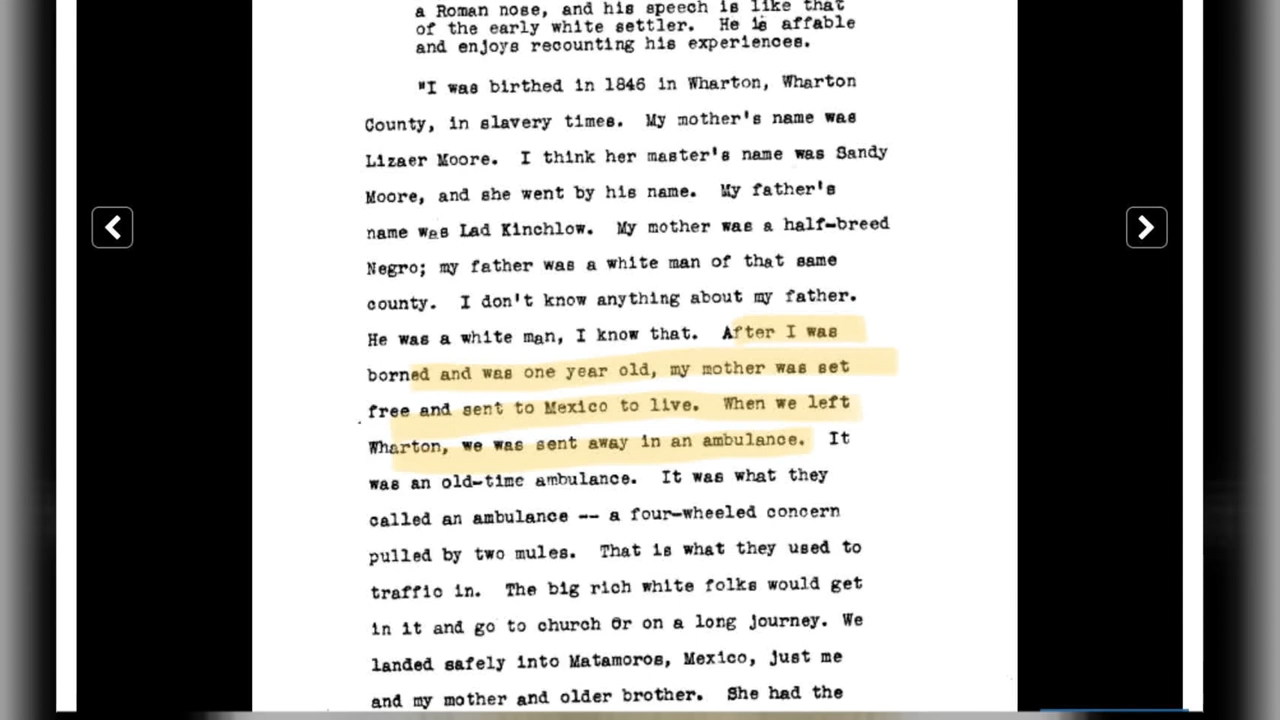 a Roman nose, and his speech is like that
of the early white settler. He is affable
and enjoys recounting his experiences.
"I was birthed in 1846 in Wharton, Wharton
County, in slavery times. My mother's name was
Lizaer Moore. I think her master's name was Sandy
Moore, and she went by his name. My father's
name was Lad Kinchlow. My mother was a half-breed
Negro; my father was a white man of that same
county. I don't know anything about my father.
He was a white man, I know that. After I was
borned and was one year old, my mother was set
free and sent to Mexico to live. When we left
Wharton, we was sent away in an ambulance. It
was an old-time ambulance. It was what they
called an ambulance -- a four-wheeled concern
pulled by two mules. That is what they used to
traffic in. The big rich white folks would get
in it and go to church or on a long journey. We
landed safely into Matamoros, Mexico, just me
and my mother and older brother. She had the